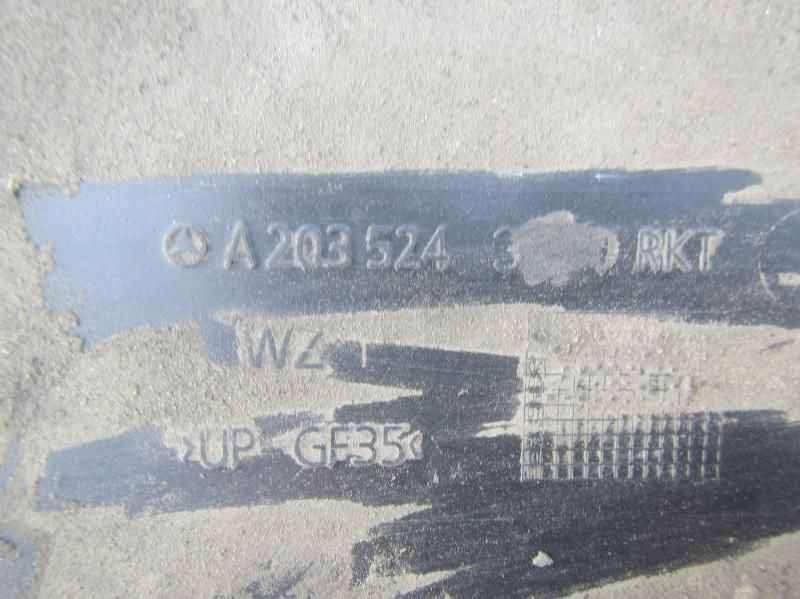 A 203 524 RKT
WZ 1
>UP - GF35<